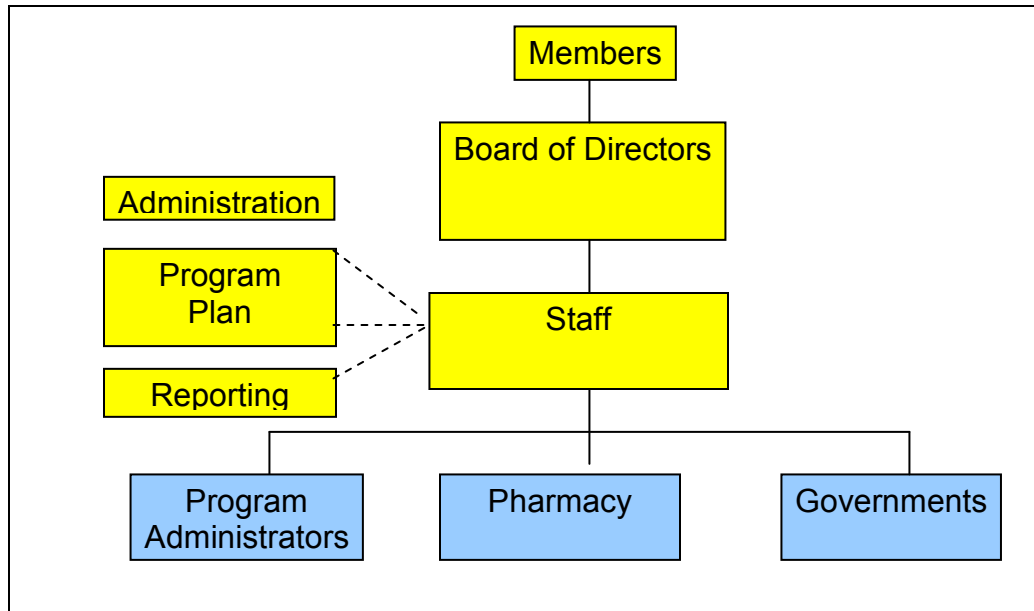 Members
Board of Directors
Administration
Program
Plan
Staff
Reporting
Program
Administrators
Pharmacy
Governments